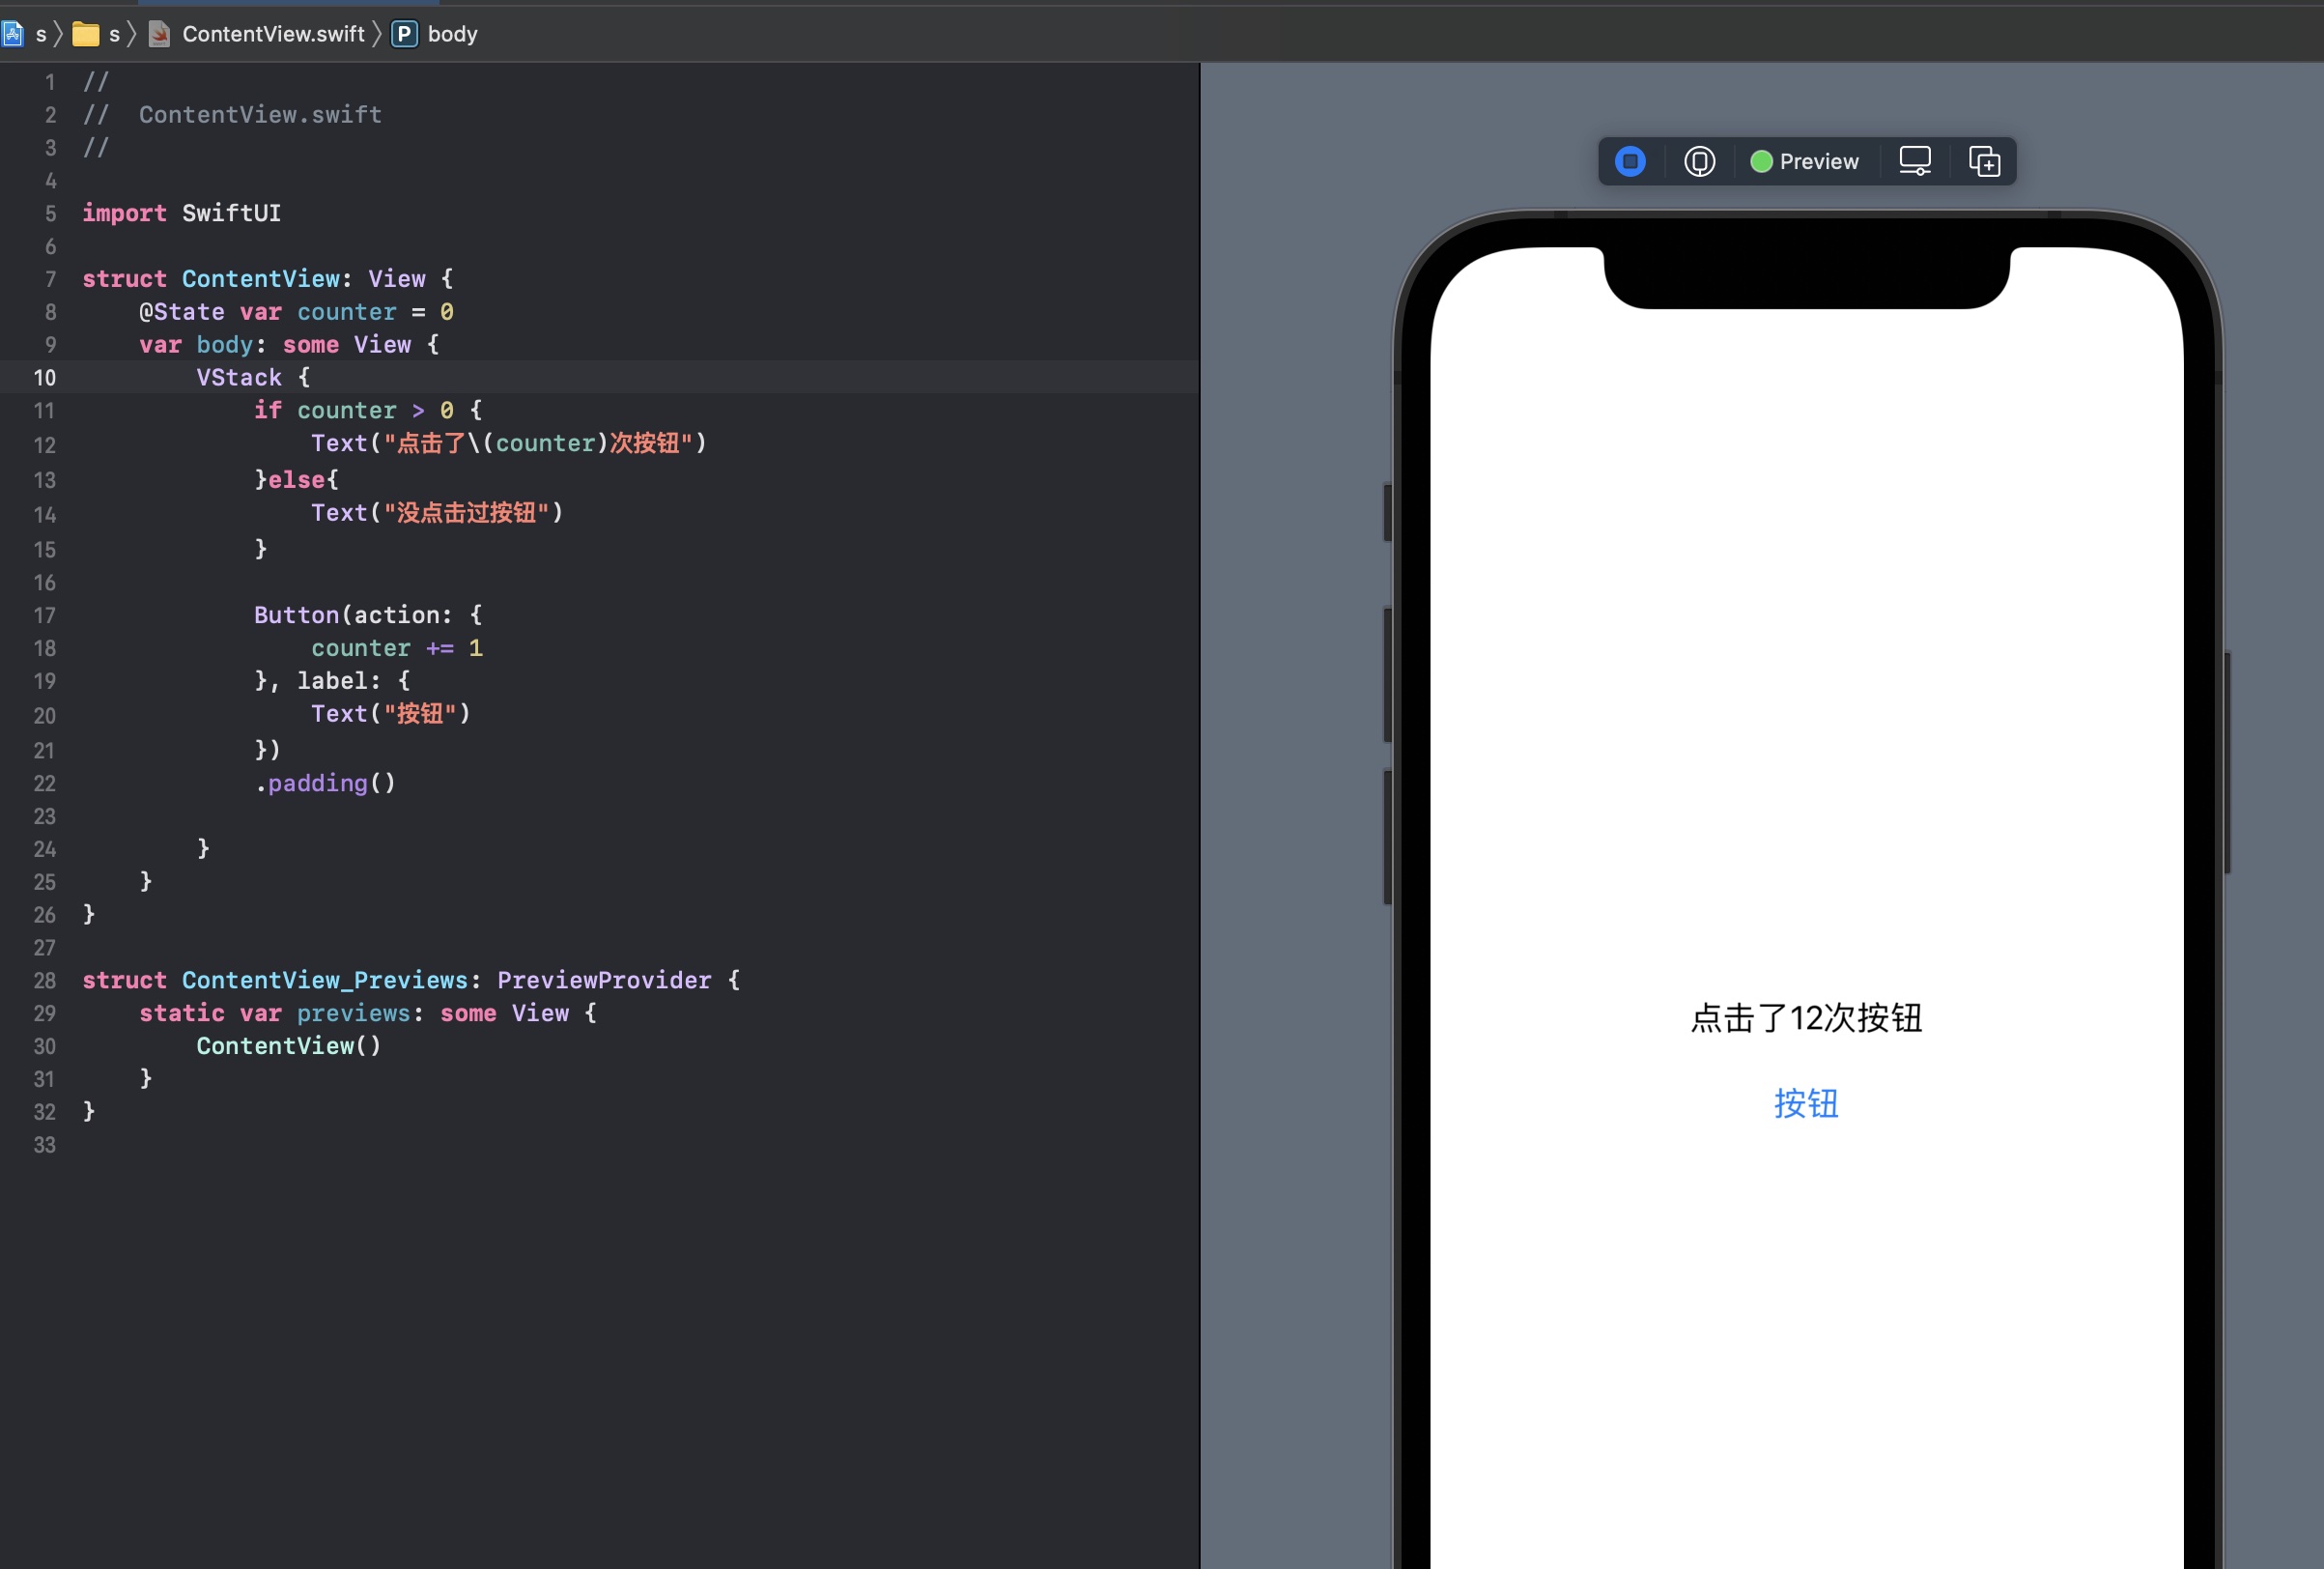 s 〉 s 〉 ContentView.swift 〉 P body
1 //
2 //  ContentView.swift
3 //
4
5 import SwiftUI
6
7 struct ContentView: View {
8     @State var counter = 0
9     var body: some View {
10         VStack {
11             if counter > 0 {
12                 Text("点击了\(counter)次按钮")
13             }else{
14                 Text("没点击过按钮")
15             }
16
17             Button(action: {
18                 counter += 1
19             }, label: {
20                 Text("按钮")
21             })
22             .padding()
23
24         }
25     }
26 }
27
28 struct ContentView_Previews: PreviewProvider {
29     static var previews: some View {
30         ContentView()
31     }
32 }
33
Preview
点击了12次按钮
按钮